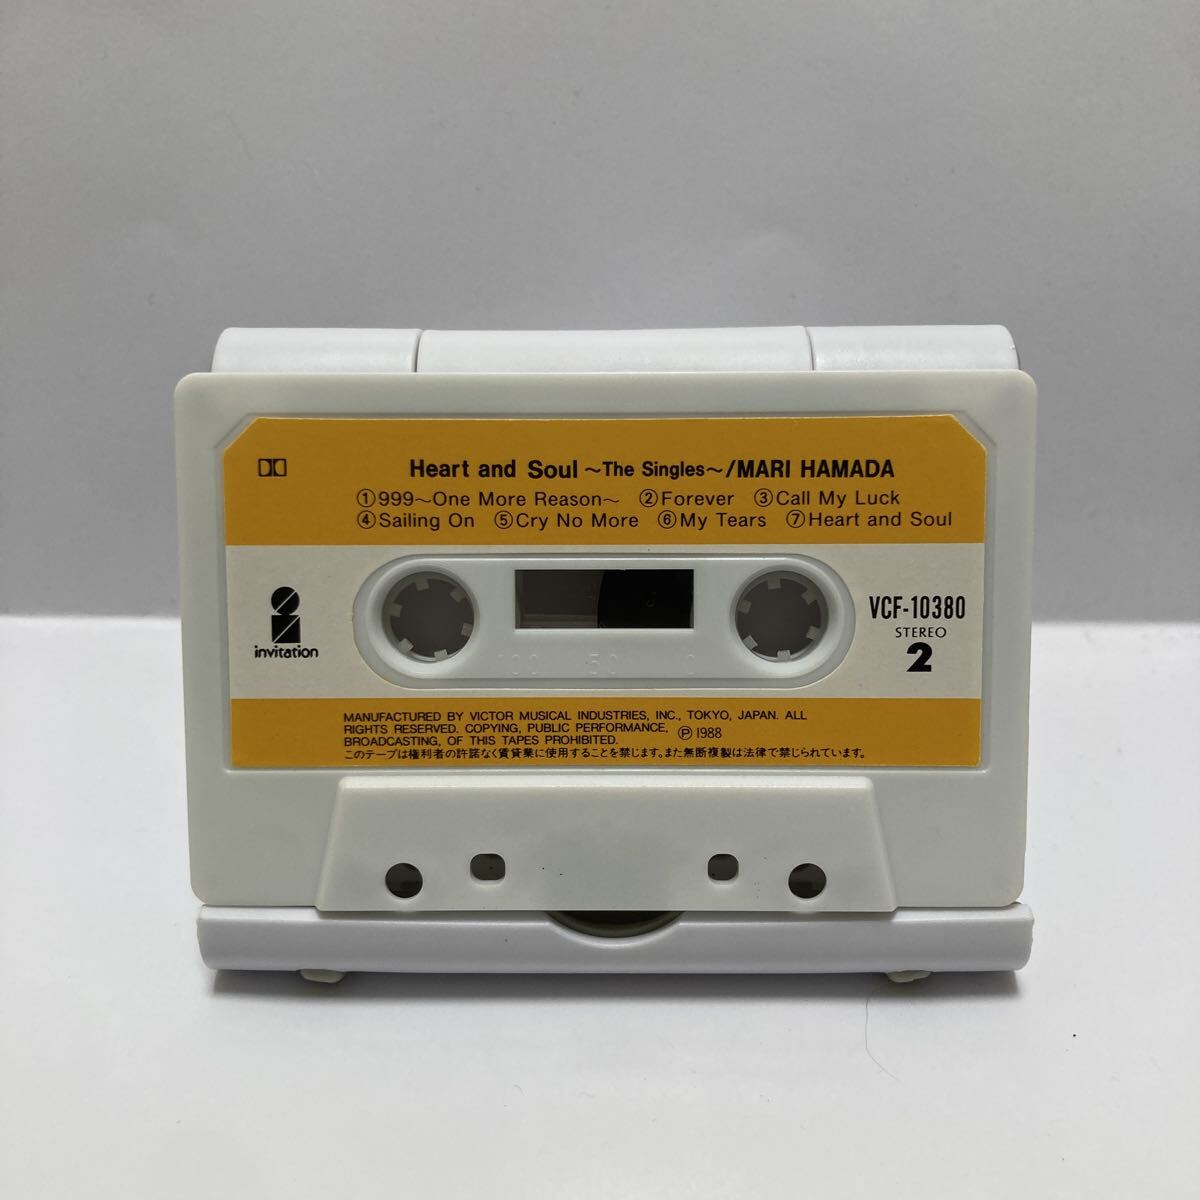 Heart and Soul ～The Singles～/MARI HAMADA
①999～One More Reason～ ②Forever ③Call My Luck
④Sailing On ⑤Cry No More ⑥My Tears ⑦Heart and Soul
invitation
100 50 0
VCF-10380
STEREO
2
MANUFACTURED BY VICTOR MUSICAL INDUSTRIES, INC., TOKYO, JAPAN. ALL
RIGHTS RESERVED. COPYING, PUBLIC PERFORMANCE,
BROADCASTING, OF THIS TAPES PROHIBITED.
Ⓟ1988
このテープは権利者の許諾なく賃貸業に使用することを禁じます。また無断複製は法律で禁じられています。